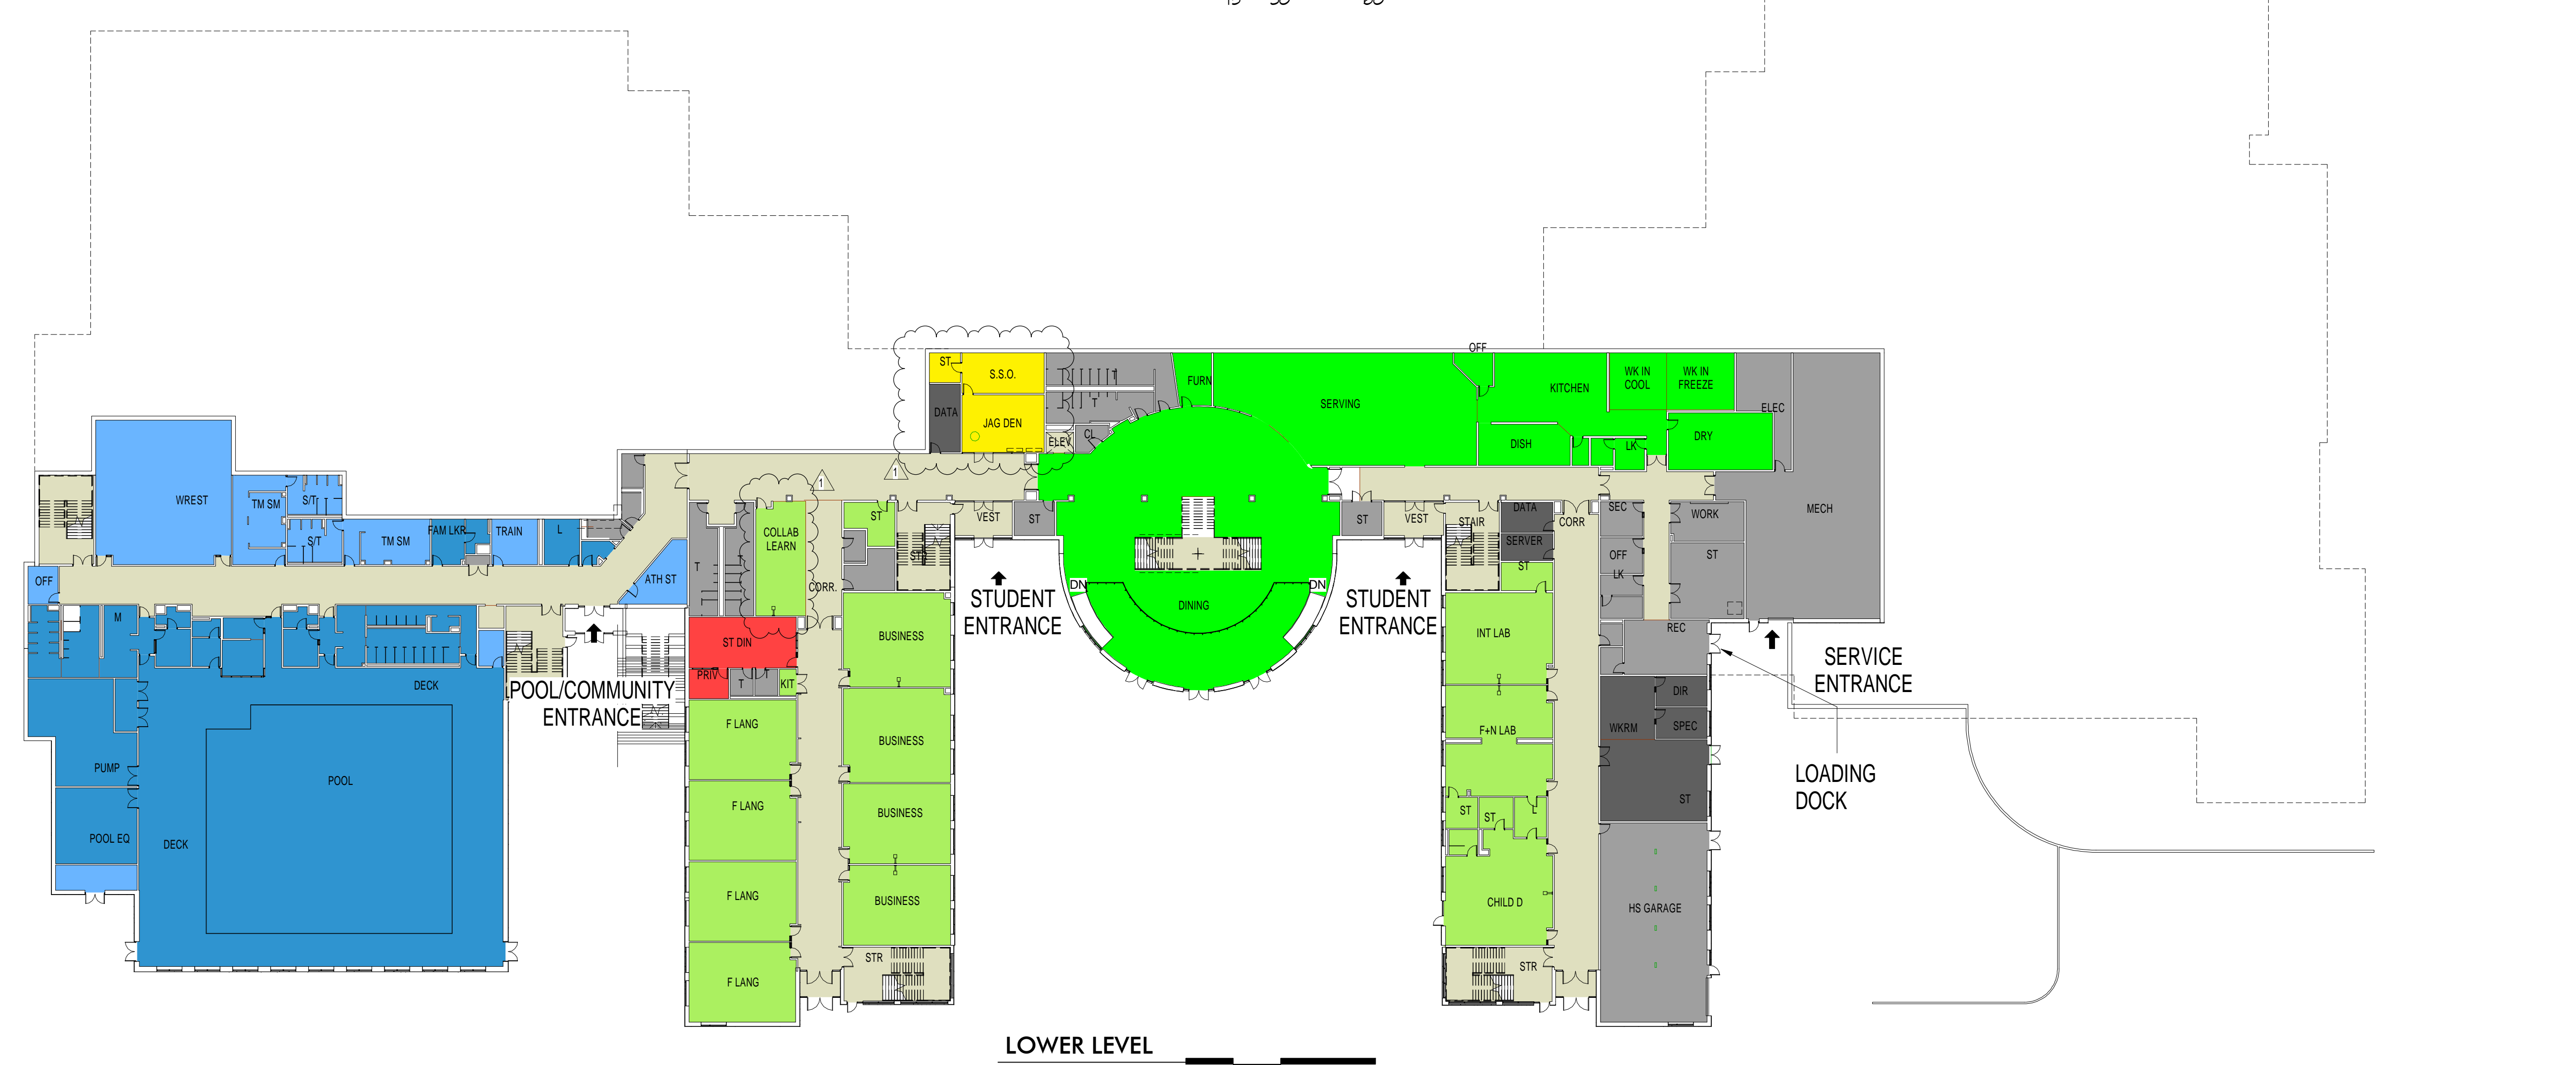 OFF
ST
S.S.O.
FURN
KITCHEN
WK IN
COOL
WK IN
FREEZE
SERVING
DATA
JAG DEN
T
T
ELEC
ELEV
CL
DISH
LK
DRY
WREST
TM SM
S/T
S/T
TM SM
FAM LKR
TRAIN
L
1
1
COLLAB
LEARN
ST
VEST
ST
ST
VEST
STAIR
DATA
CORR
SEC
WORK
MECH
SERVER
OFF
ST
LK
ST
OFF
ATH ST
T
CORR.
DN
DN
STUDENT
ENTRANCE
STUDENT
ENTRANCE
DINING
M
BUSINESS
INT LAB
REC
ST DIN
PRIV
T
T
KIT
SERVICE
ENTRANCE
DECK
POOL/COMMUNITY
ENTRANCE
F LANG
BUSINESS
F+N LAB
WKRM
DIR
SPEC
PUMP
POOL
LOADING
DOCK
F LANG
BUSINESS
ST
ST
L
ST
POOL EQ
DECK
F LANG
BUSINESS
CHILD D
HS GARAGE
STR
STR
F LANG
LOWER LEVEL